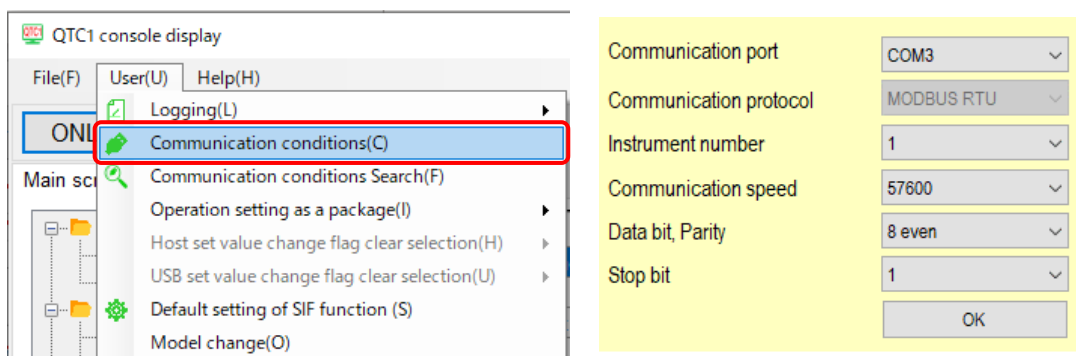 QTC1 console display
File(F) User(U) Help(H)
Logging(L)
ONL
Communication conditions(C)
Main scr
Communication conditions Search(F)
Operation setting as a package(I)
Host set value change flag clear selection(H)
USB set value change flag clear selection(U)
Default setting of SIF function (S)
Model change(O)
Communication port COM3
Communication protocol MODBUS RTU
Instrument number 1
Communication speed 57600
Data bit, Parity 8 even
Stop bit 1
OK